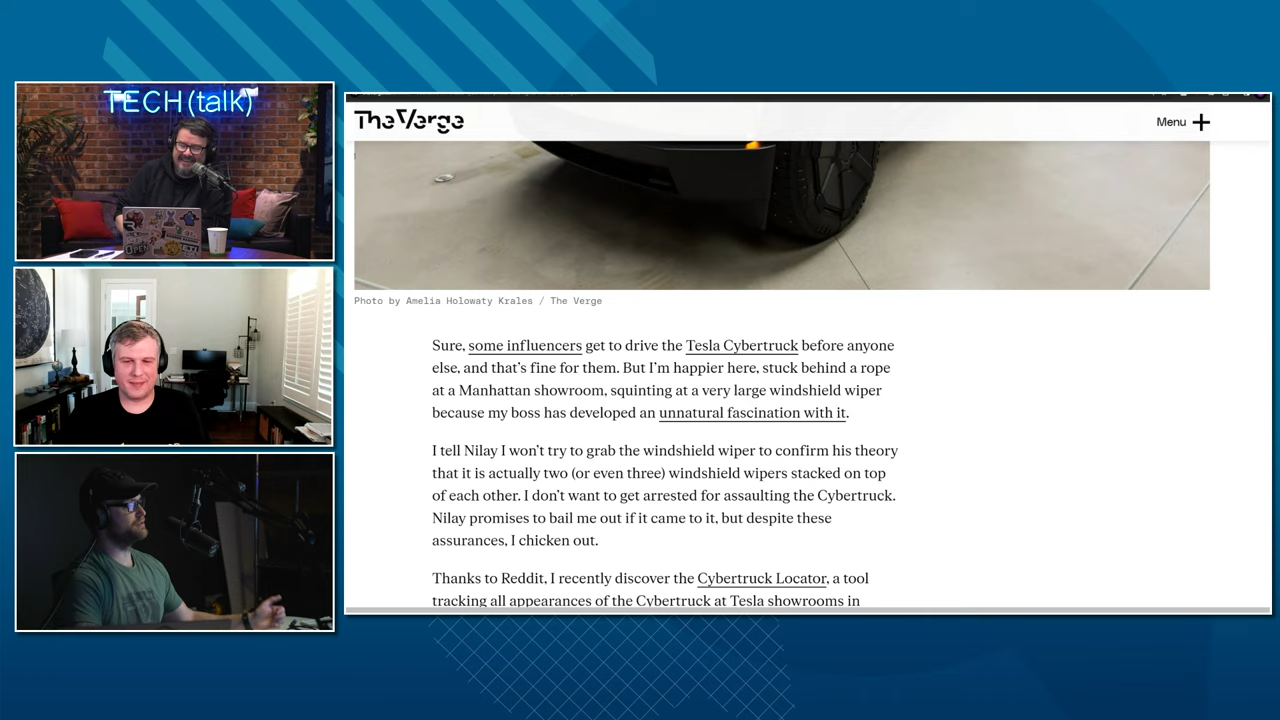 TECH (talk)
OPEN
The Verge
Menu
Photo by Amelia Holowaty Krales / The Verge
Sure, some influencers get to drive the Tesla Cybertruck before anyone
else, and that’s fine for them. But I’m happier here, stuck behind a rope
at a Manhattan showroom, squinting at a very large windshield wiper
because my boss has developed an unnatural fascination with it.
I tell Nilay I won’t try to grab the windshield wiper to confirm his theory
that it is actually two (or even three) windshield wipers stacked on top
of each other. I don’t want to get arrested for assaulting the Cybertruck.
Nilay promises to bail me out if it came to it, but despite these
assurances, I chicken out.
Thanks to Reddit, I recently discover the Cybertruck Locator, a tool
tracking all appearances of the Cybertruck at Tesla showrooms in